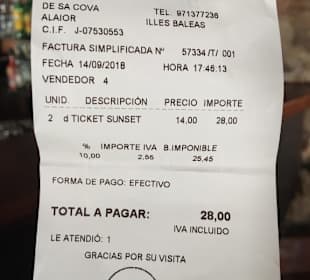 DE SA COVA TEL. 971377236
ALAIOR ILLES BALEAS
C.I.F. J-07530553
FACTURA SIMPLIFICADA Nº 57334 /T/ 001
FECHA 14/09/2018 HORA 17:46:13
VENDEDOR 4
UNID. DESCRIPCIÓN PRECIO IMPORTE
2 d TICKET SUNSET 14,00 28,00
% IMPORTE IVA B.IMPONIBLE
10,00 2,55 25,45
FORMA DE PAGO: EFECTIVO
TOTAL A PAGAR: 28,00
IVA INCLUIDO
LE ATENDIÓ: 1
GRACIAS POR SU VISITA